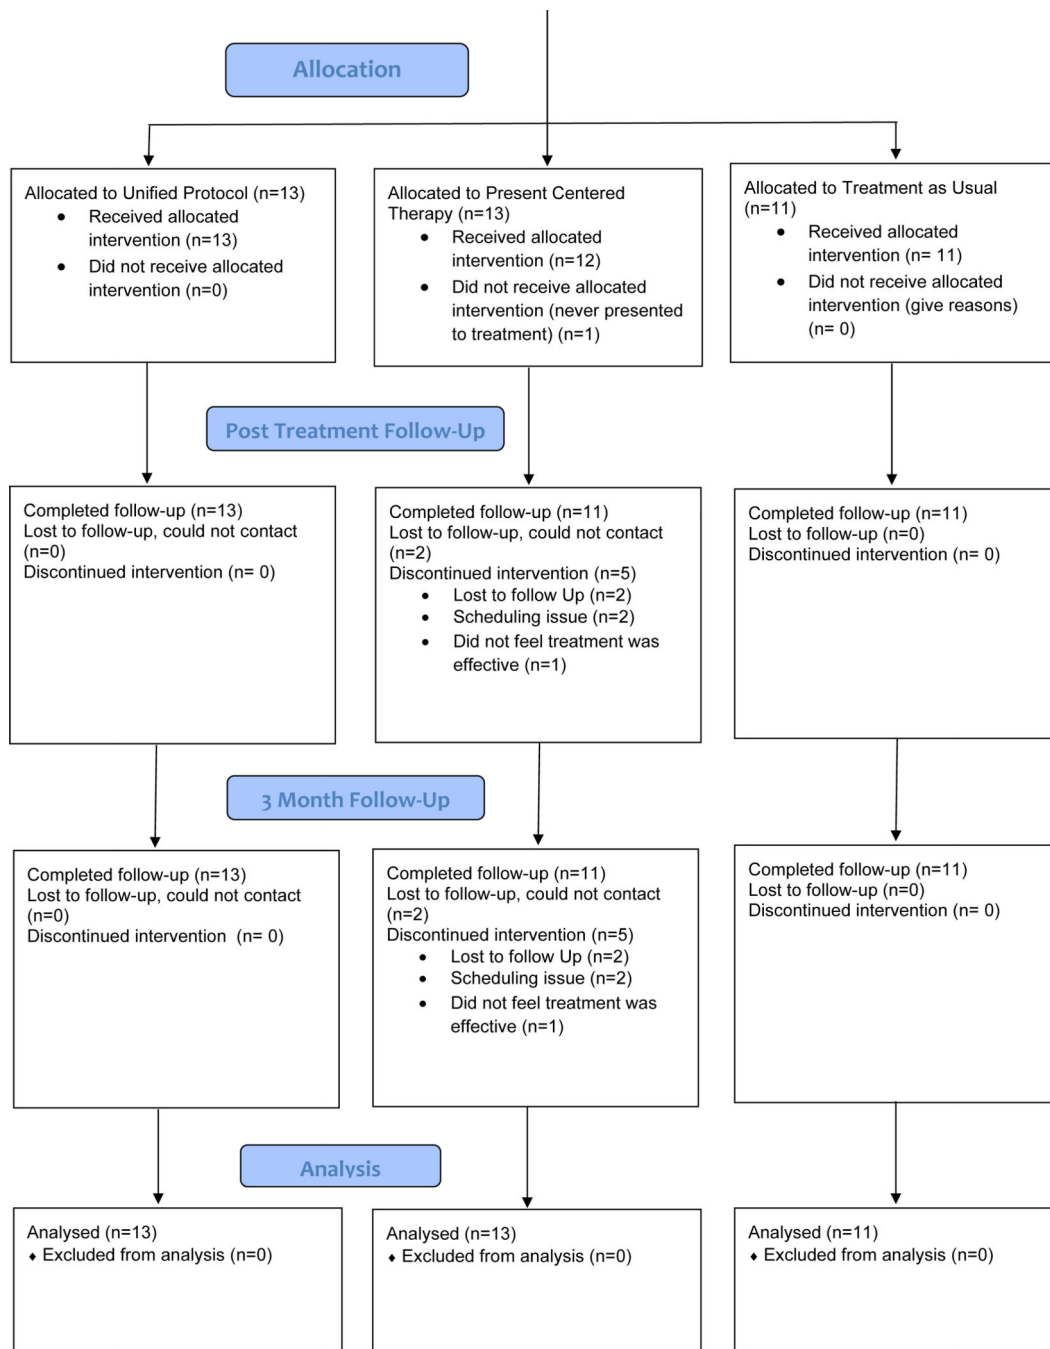 Allocation
Allocated to Unified Protocol (n=13)
• Received allocated
intervention (n=13)
• Did not receive allocated
intervention (n=0)
Allocated to Present Centered
Therapy (n=13)
• Received allocated
intervention (n=12)
• Did not receive allocated
intervention (never presented
to treatment) (n=1)
Allocated to Treatment as Usual
(n=11)
• Received allocated
intervention (n= 11)
• Did not receive allocated
intervention (give reasons)
(n= 0)
Post Treatment Follow-Up
Completed follow-up (n=13)
Lost to follow-up, could not contact
(n=0)
Discontinued intervention (n= 0)
Completed follow-up (n=11)
Lost to follow-up, could not contact
(n=2)
Discontinued intervention (n=5)
• Lost to follow Up (n=2)
• Scheduling issue (n=2)
• Did not feel treatment was
effective (n=1)
Completed follow-up (n=11)
Lost to follow-up (n=0)
Discontinued intervention (n= 0)
3 Month Follow-Up
Completed follow-up (n=13)
Lost to follow-up, could not contact
(n=0)
Discontinued intervention  (n= 0)
Completed follow-up (n=11)
Lost to follow-up, could not contact
(n=2)
Discontinued intervention (n=5)
• Lost to follow Up (n=2)
• Scheduling issue (n=2)
• Did not feel treatment was
effective (n=1)
Completed follow-up (n=11)
Lost to follow-up (n=0)
Discontinued intervention (n= 0)
Analysis
Analysed (n=13)
♦ Excluded from analysis (n=0)
Analysed (n=13)
♦ Excluded from analysis (n=0)
Analysed (n=11)
♦ Excluded from analysis (n=0)